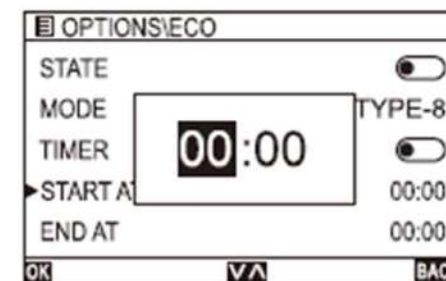 OPTIONS\ECO
STATE
MODE TYPE-8
TIMER
00:00
START AT 00:00
END AT 00:00
OK BAC